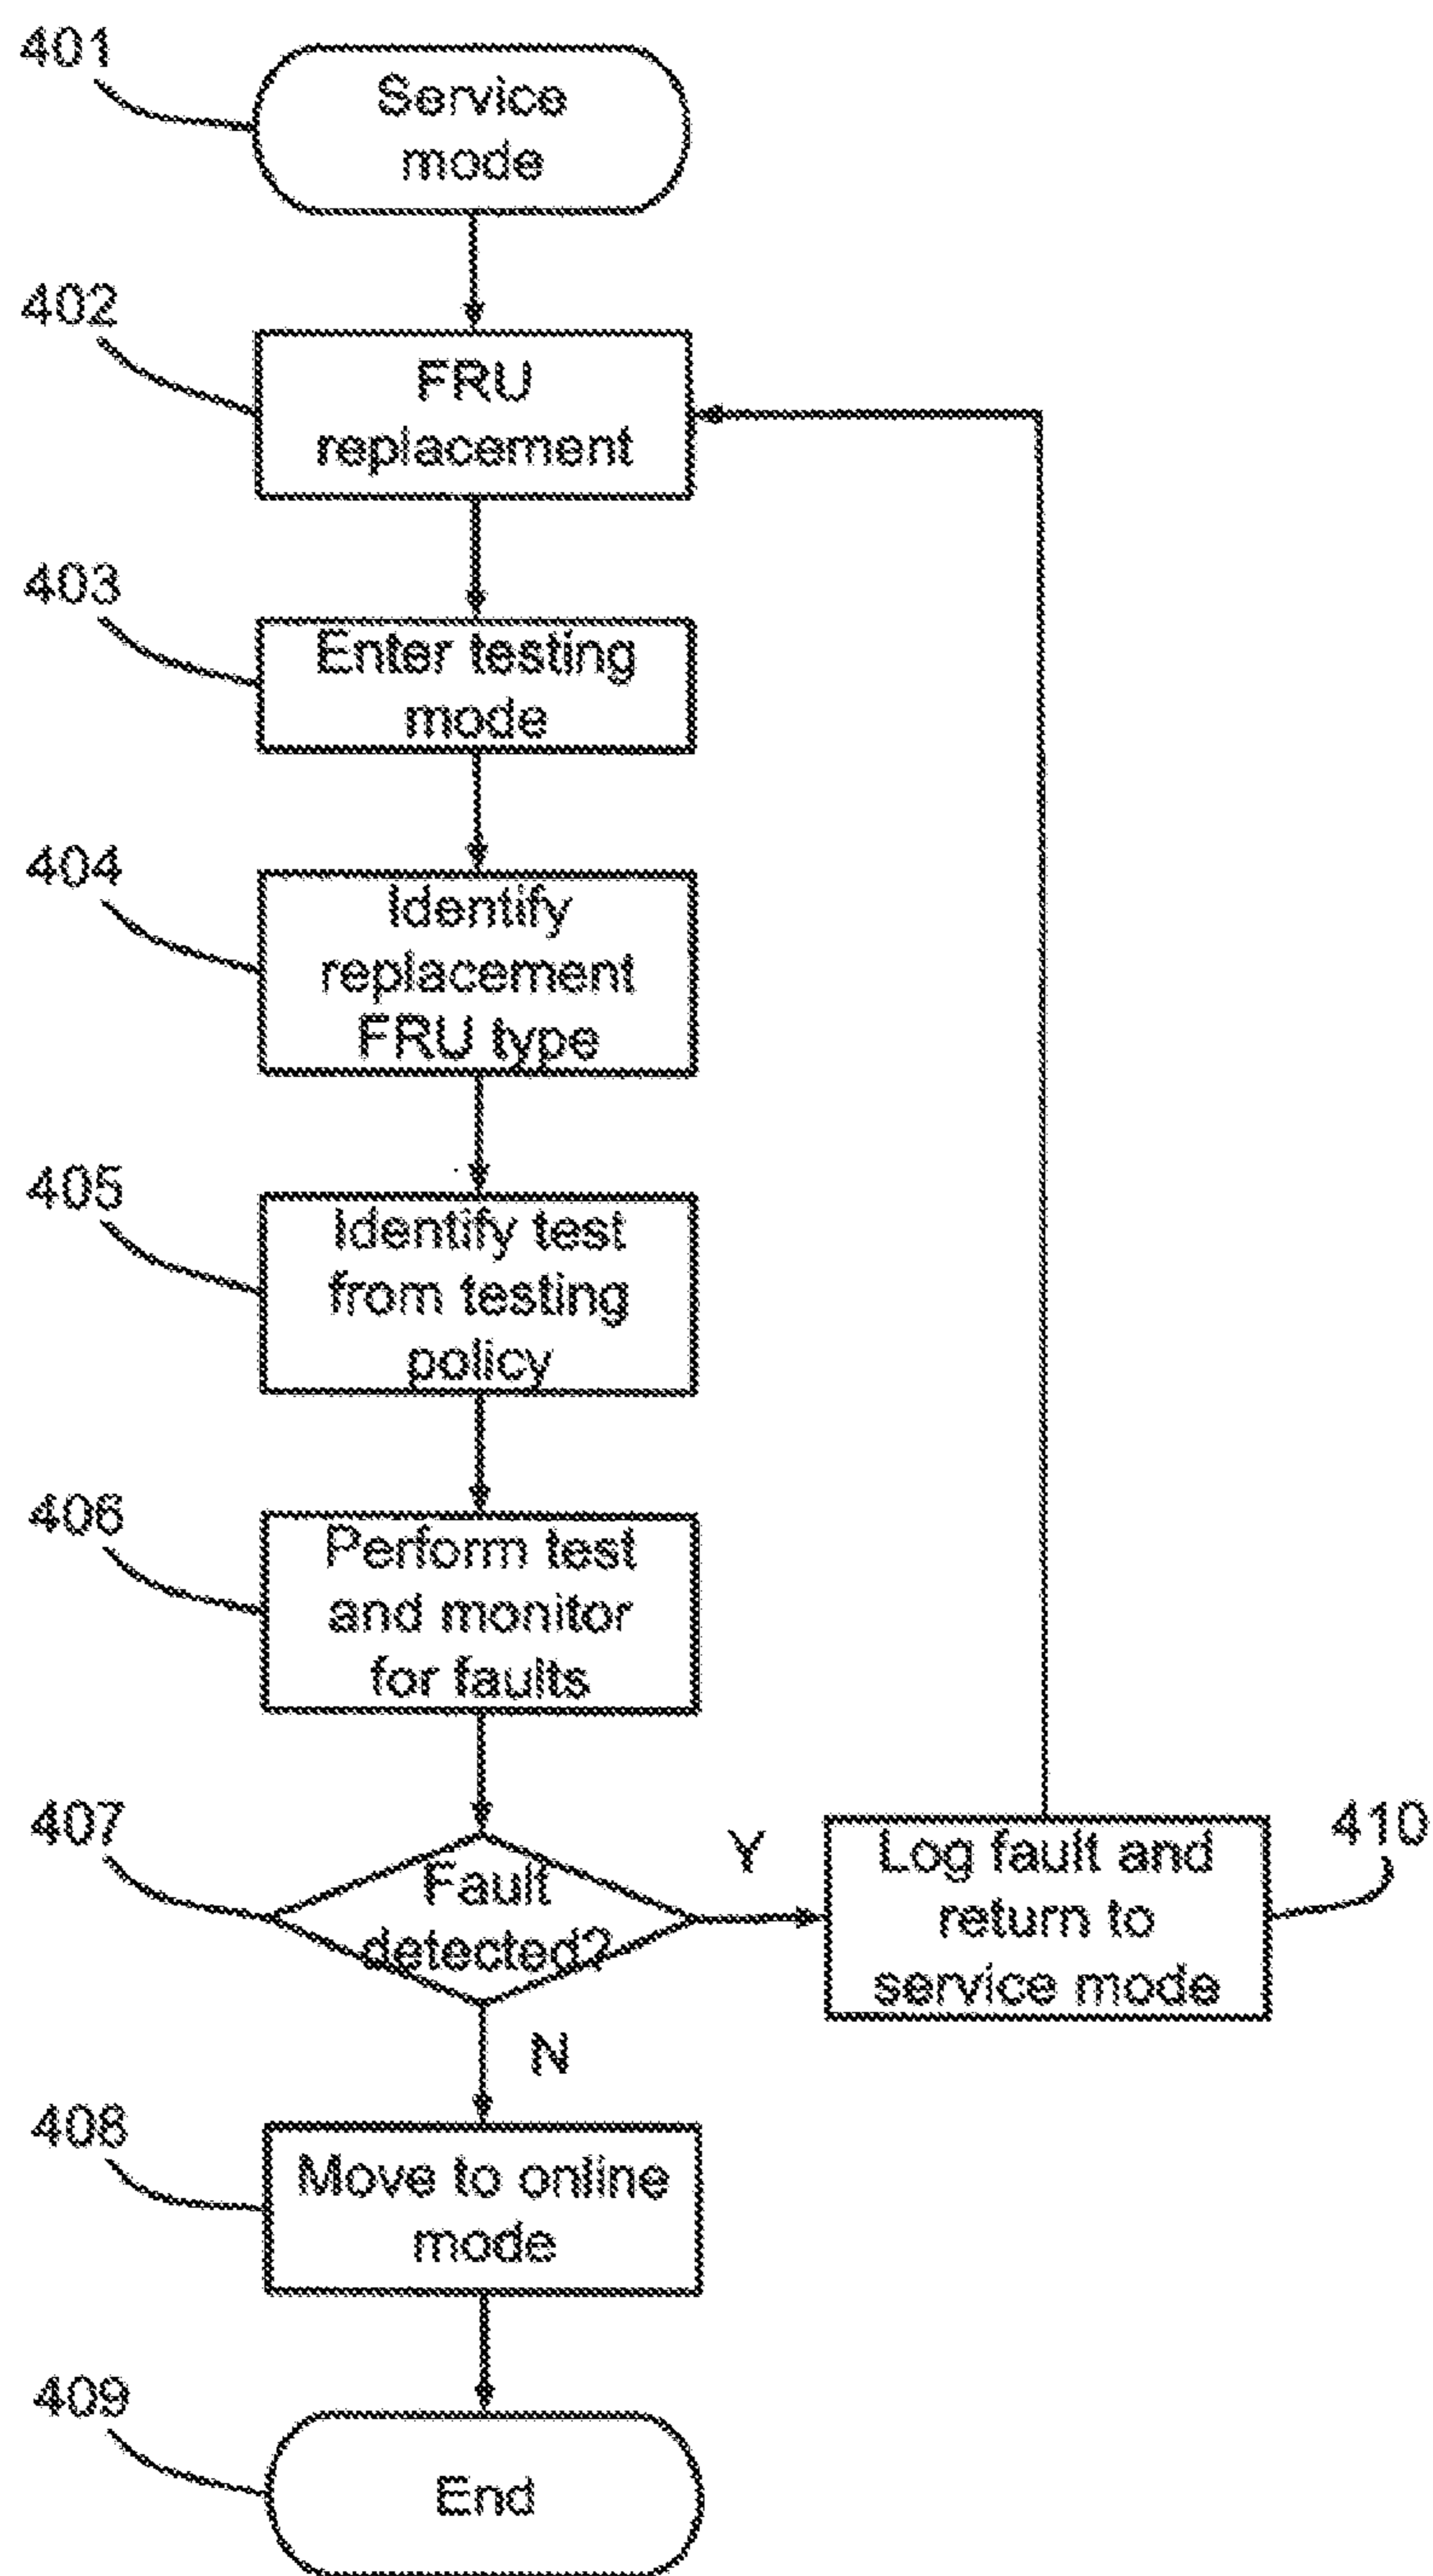 401
Service
mode
402
FRU
replacement
403
Enter testing
mode
404
Identify
replacement
FRU type
405
Identify test
from testing
policy
406
Perform test
and monitor
for faults
407
Fault
detected?
Y
Log fault and
return to
service mode
410
N
408
Move to online
mode
409
End